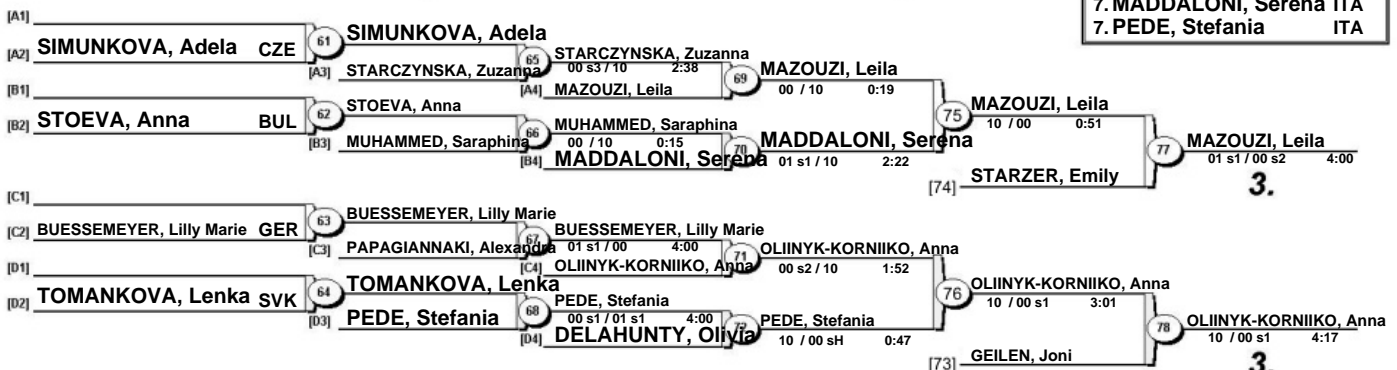 7. MADDALONI, Serena ITA
7. PEDE, Stefania ITA
[A1]
[A2] SIMUNKOVA, Adela CZE
61
SIMUNKOVA, Adela
[A3] STARCZYNSKA, Zuzanna
65
STARCZYNSKA, Zuzanna
00 s3 / 10 2:38
[A4] MAZOUZI, Leila
69
MAZOUZI, Leila
00 / 10 0:19
[B1]
[B2] STOEVA, Anna BUL
62
STOEVA, Anna
[B3] MUHAMMED, Saraphina
66
MUHAMMED, Saraphina
00 / 10 0:15
[B4] MADDALONI, Serena
70
MADDALONI, Serena
01 s1 / 10 2:22
75
MAZOUZI, Leila
10 / 00 0:51
[74] STARZER, Emily
77
MAZOUZI, Leila
01 s1 / 00 s2 4:00
3.
[C1]
[C2] BUESSEMEYER, Lilly Marie GER
63
BUESSEMEYER, Lilly Marie
[C3] PAPAGIANNAKI, Alexandra
67
BUESSEMEYER, Lilly Marie
01 s1 / 00 4:00
[C4] OLIINYK-KORNIIKO, Anna
71
OLIINYK-KORNIIKO, Anna
00 s2 / 10 1:52
[D1]
[D2] TOMANKOVA, Lenka SVK
64
TOMANKOVA, Lenka
[D3] PEDE, Stefania
68
PEDE, Stefania
00 s1 / 01 s1 4:00
[D4] DELAHUNTY, Olivia
72
PEDE, Stefania
10 / 00 sH 0:47
76
OLIINYK-KORNIIKO, Anna
10 / 00 s1 3:01
[73] GEILEN, Joni
78
OLIINYK-KORNIIKO, Anna
10 / 00 s1 4:17
3.